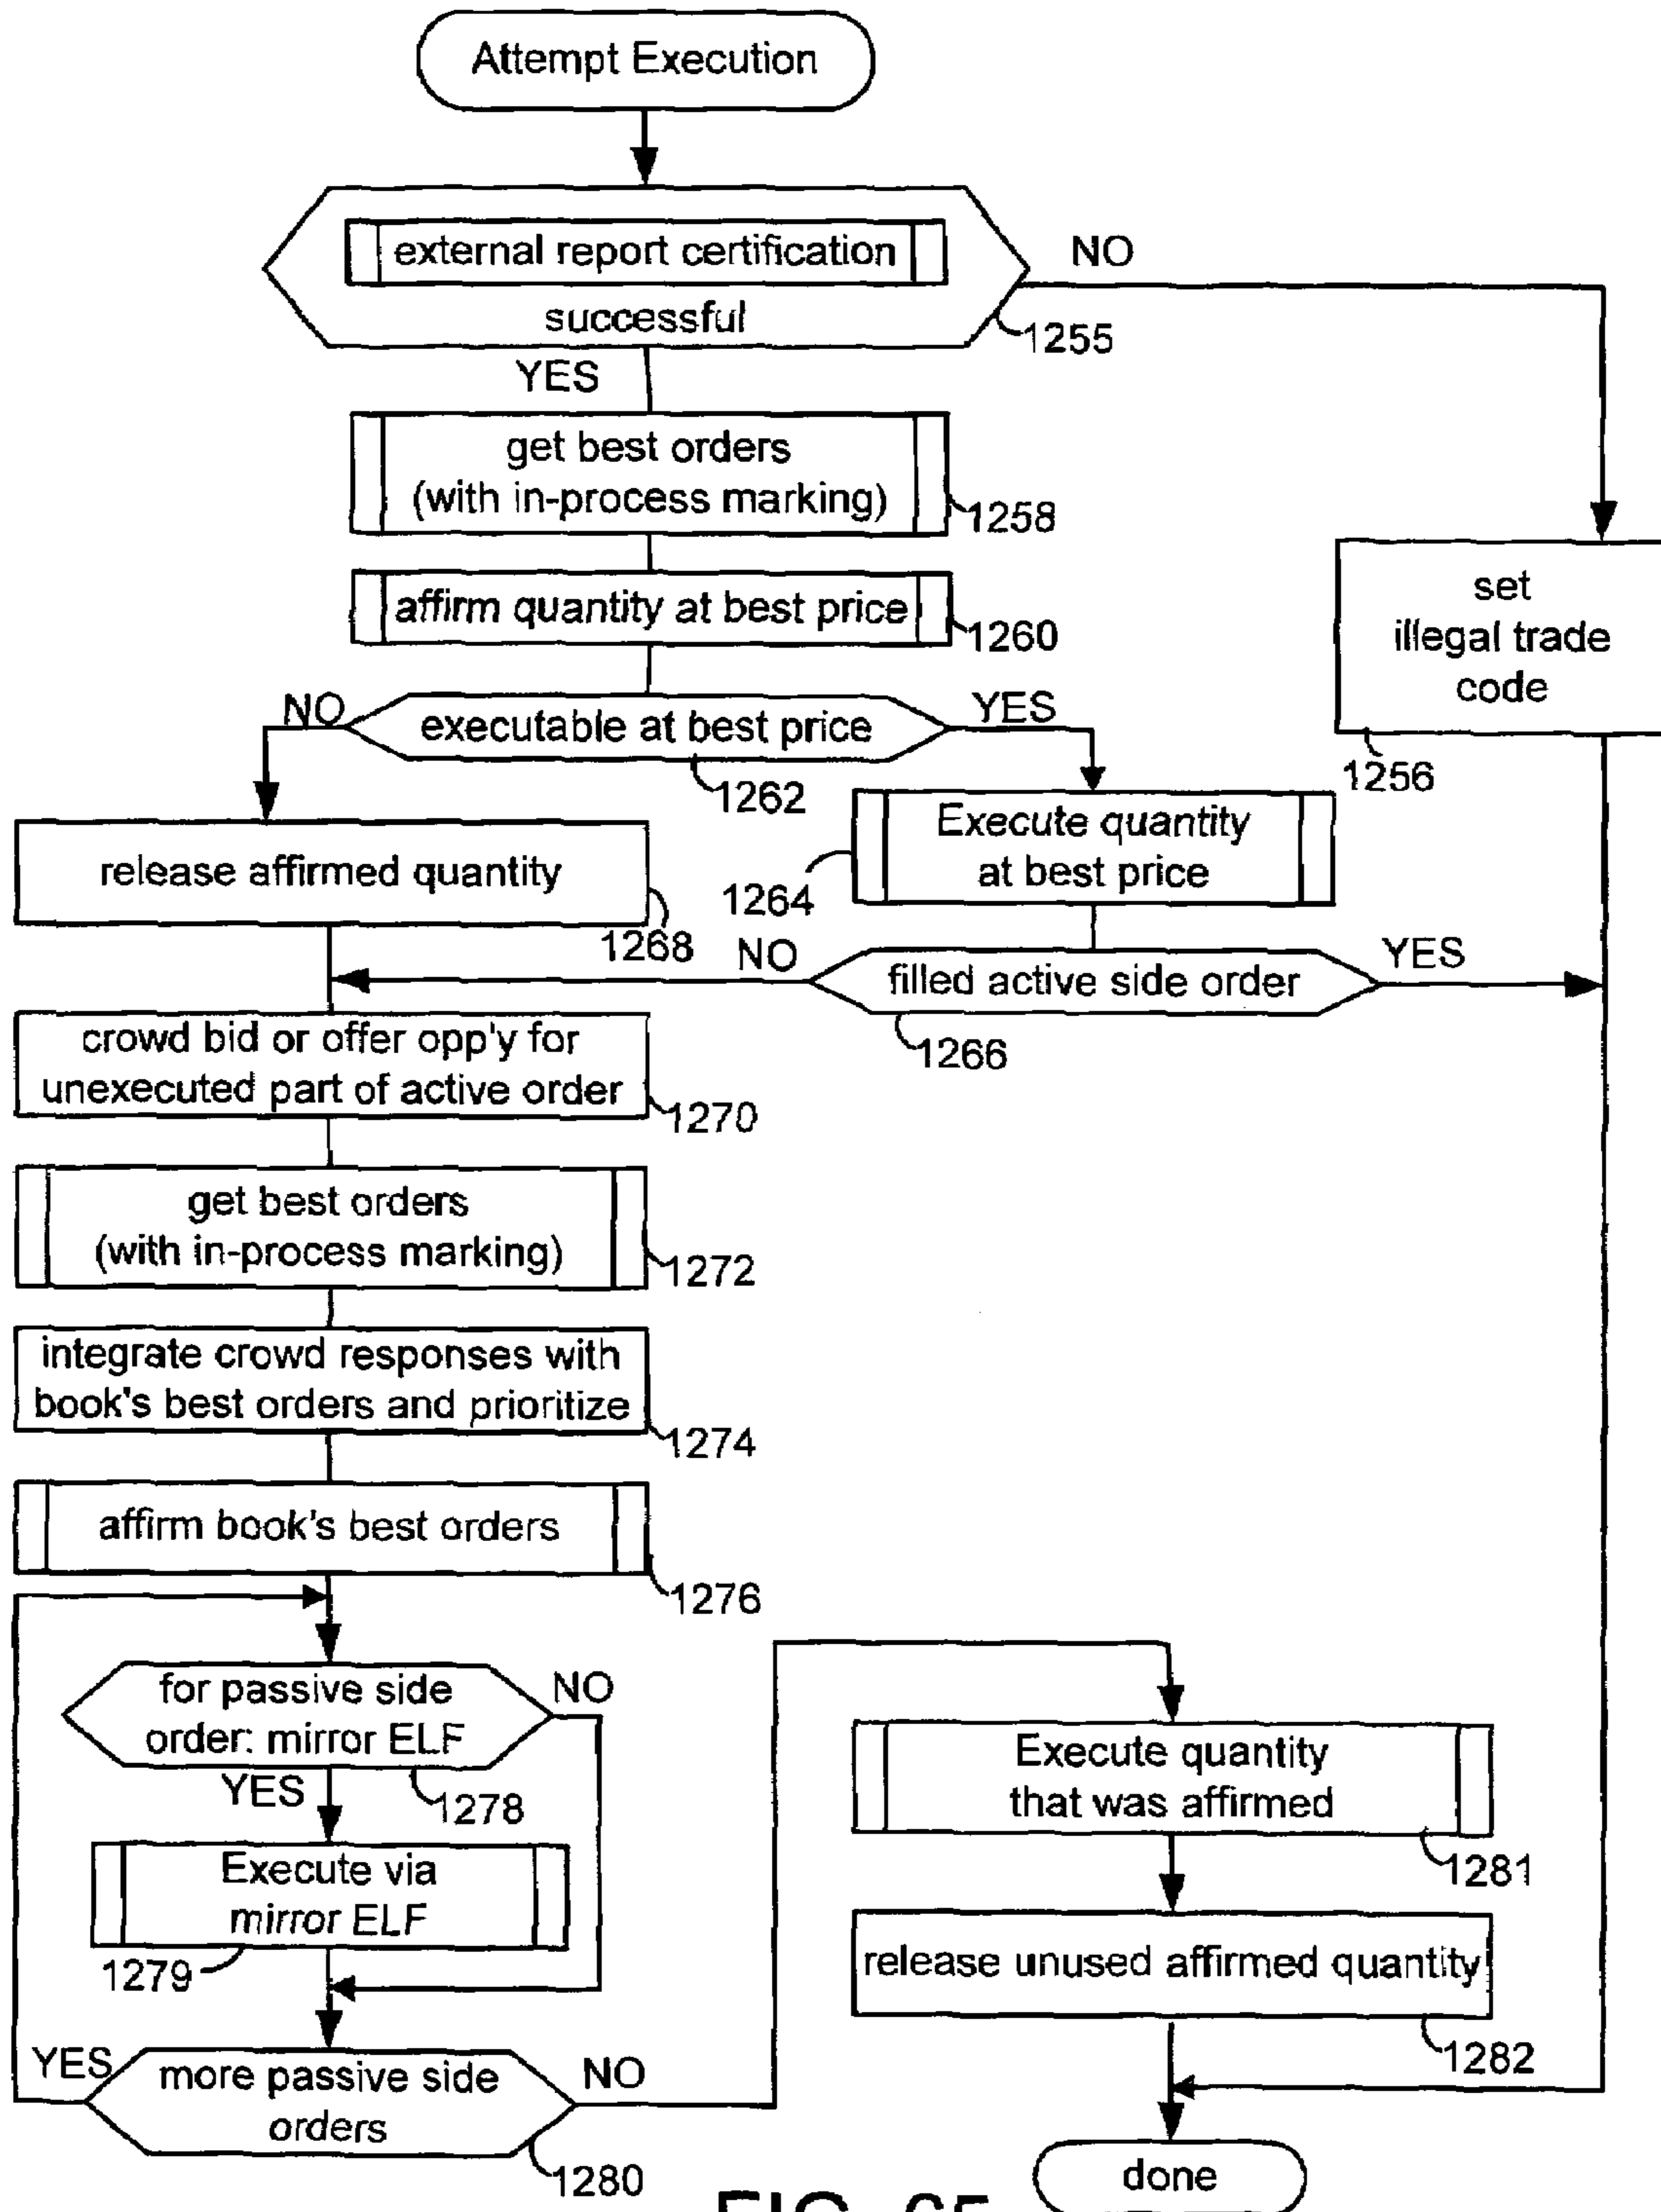 Attempt Execution
external report certification
NO
successful
1255
YES
get best orders
(with in-process marking)
1258
affirm quantity at best price
1260
set
illegal trade
code
1256
NO
executable at best price
YES
1262
Execute quantity
at best price
1264
release affirmed quantity
1268
NO
filled active side order
YES
1266
crowd bid or offer opp'y for
unexecuted part of active order
1270
get best orders
(with in-process marking)
1272
integrate crowd responses with
book's best orders and prioritize
1274
affirm book's best orders
1276
for passive side
order: mirror ELF
NO
YES
1278
Execute via
mirror ELF
1279
YES
more passive side
orders
NO
1280
Execute quantity
that was affirmed
1281
release unused affirmed quantity
1282
done
FIG. 65